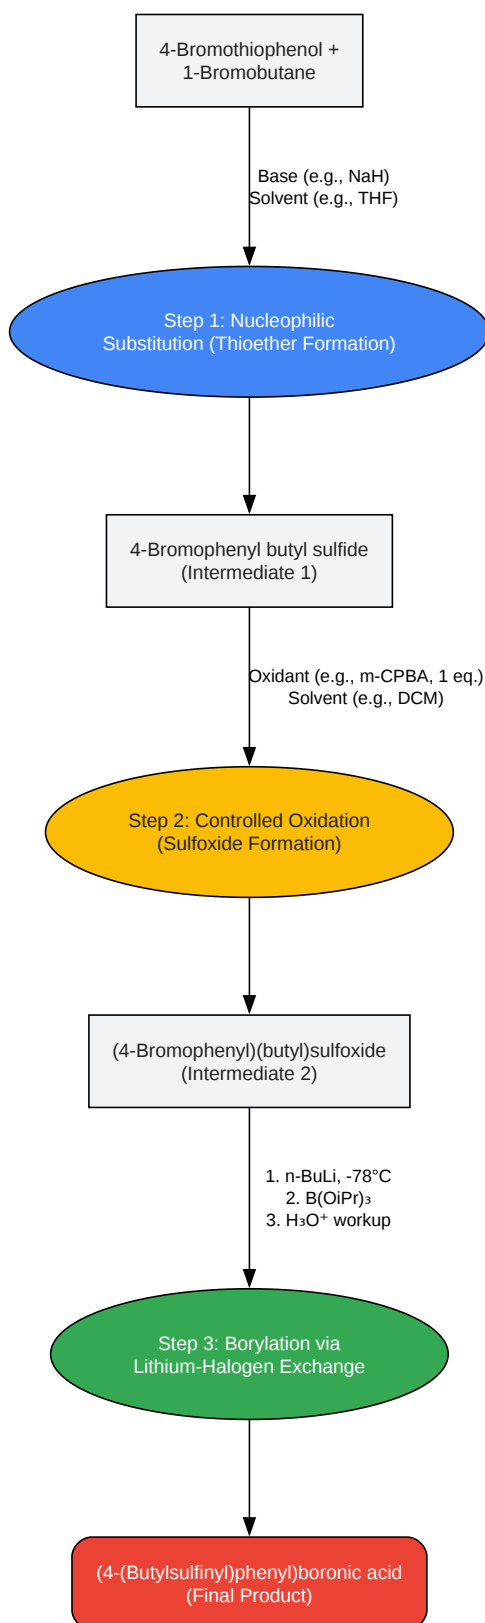 4-Bromothiophenol +
1-Bromobutane
Base (e.g., NaH)
Solvent (e.g., THF)
Step 1: Nucleophilic
Substitution (Thioether Formation)
4-Bromophenyl butyl sulfide
(Intermediate 1)
Oxidant (e.g., m-CPBA, 1 eq.)
Solvent (e.g., DCM)
Step 2: Controlled Oxidation
(Sulfoxide Formation)
(4-Bromophenyl)(butyl)sulfoxide
(Intermediate 2)
1. n-BuLi, -78°C
2. B(OiPr)₃
3. H₃O⁺ workup
Step 3: Borylation via
Lithium-Halogen Exchange
(4-(Butylsulfinyl)phenyl)boronic acid
(Final Product)